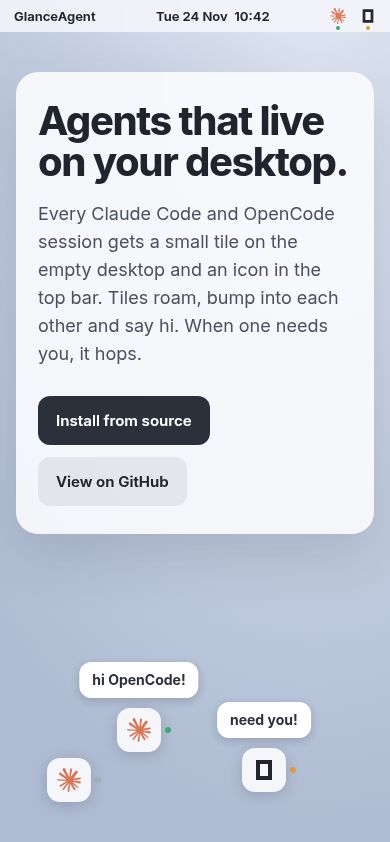 GlanceAgent Tue 24 Nov 10:42
Agents that live
on your desktop.
Every Claude Code and OpenCode
session gets a small tile on the
empty desktop and an icon in the
top bar. Tiles roam, bump into each
other and say hi. When one needs
you, it hops.
Install from source
View on GitHub
hi OpenCode!
need you!